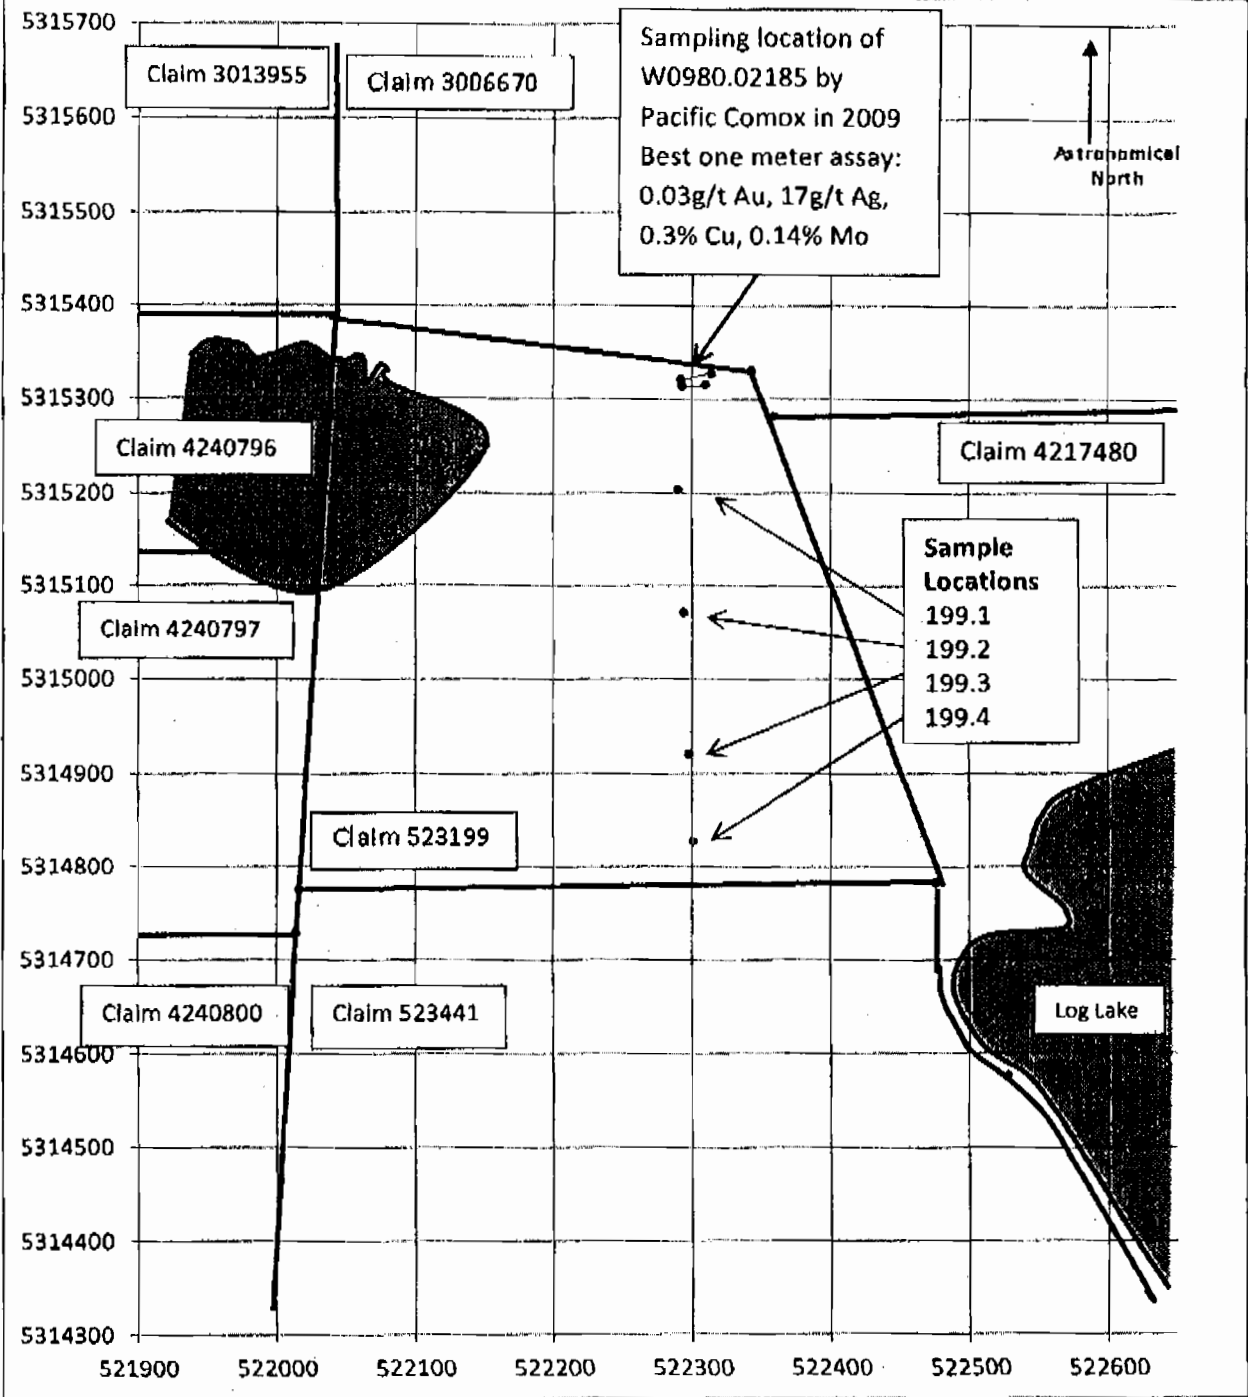 5315700
Claim 3013955
Claim 3006670
Sampling location of
W0980.02185 by
Pacific Comox in 2009
Best one meter assay:
0.03g/t Au, 17g/t Ag,
0.3% Cu, 0.14% Mo
Astronomical
North
5315600
5315500
5315400
5315300
Claim 4240796
Claim 4217480
5315200
Sample
Locations
199.1
199.2
199.3
199.4
5315100
Claim 4240797
5315000
5314900
Claim 523199
5314800
5314700
Claim 4240800
Claim 523441
Log Lake
5314600
5314500
5314400
5314300
521900
522000
522100
522200
522300
522400
522500
522600